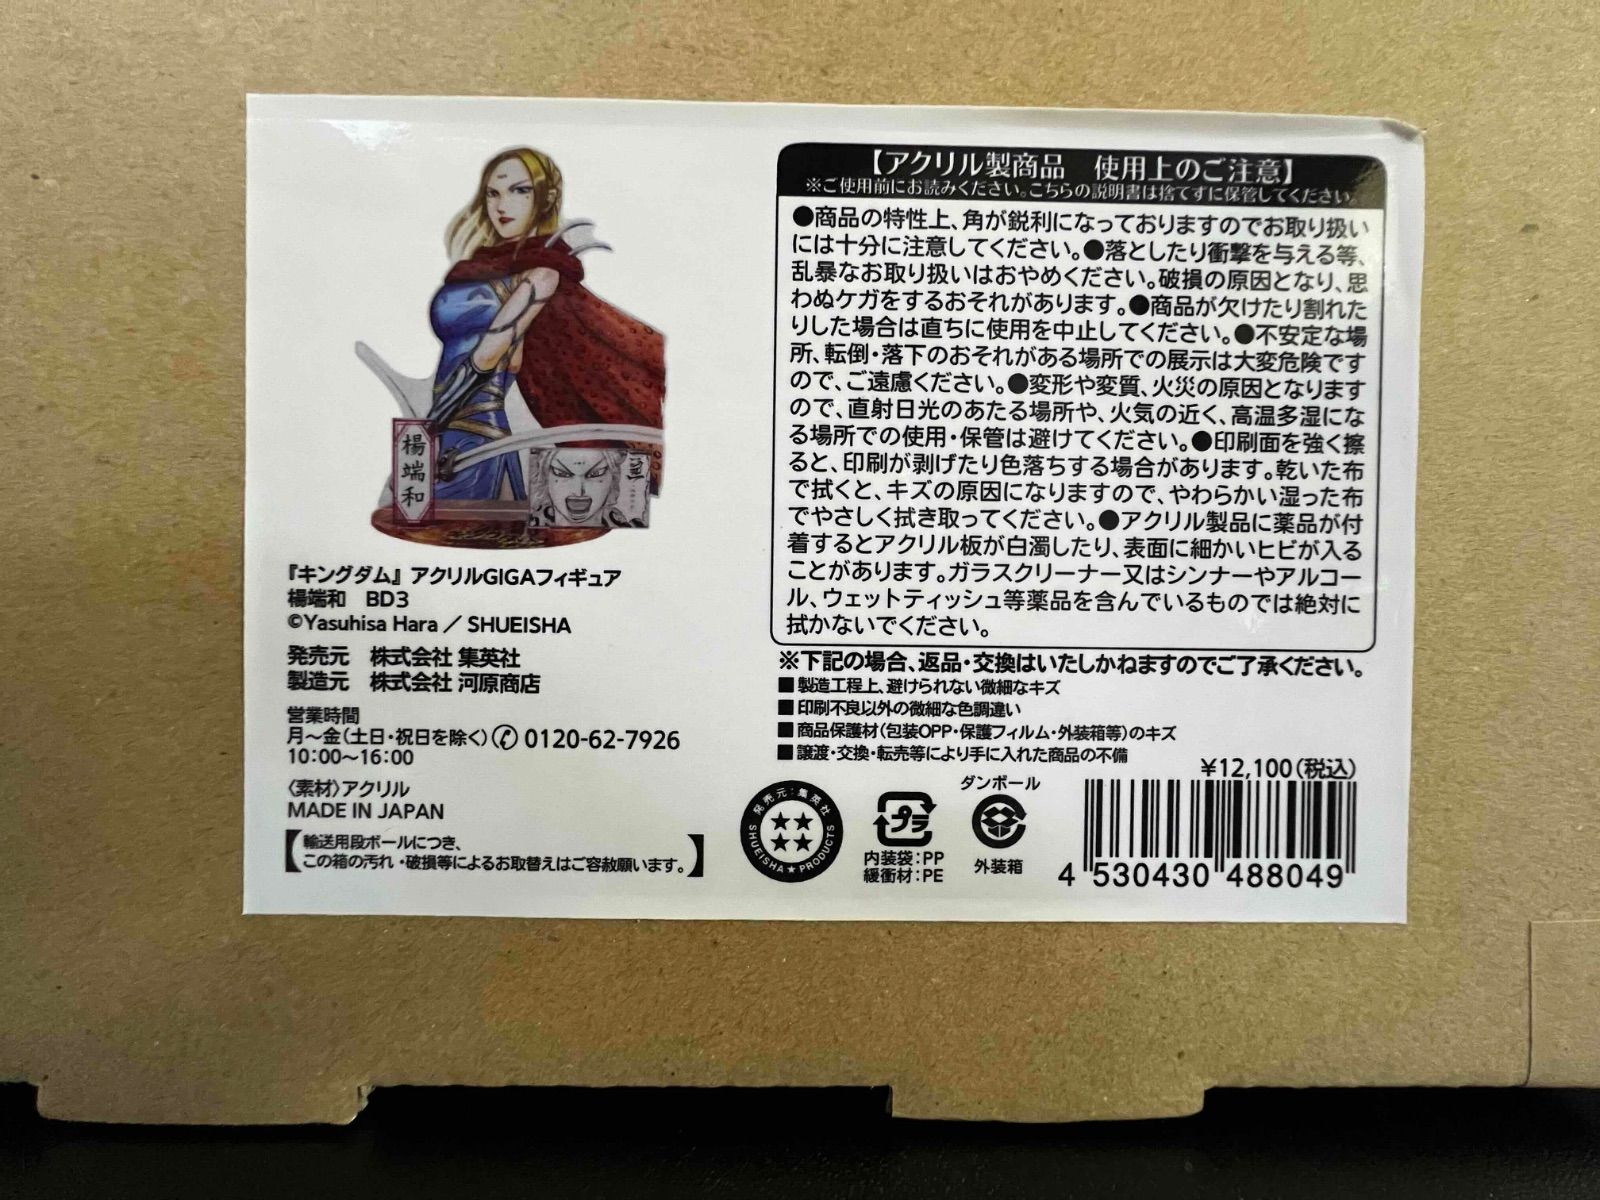 楊端和
『キングダム』 アクリルGIGAフィギュア
楊端和　BD3
©Yasuhisa Hara ／ SHUEISHA
発売元　株式会社 集英社
製造元　株式会社 河原商店
営業時間
月〜金(土日・祝日を除く) 0120-62-7926
10:00〜16:00
〈素材〉アクリル
MADE IN JAPAN
【輸送用段ボールにつき、
この箱の汚れ・破損等によるお取替えはご容赦願います。】
【アクリル製商品　使用上のご注意】
※ご使用前にお読みください。こちらの説明書は捨てずに保管してください。
●商品の特性上、角が鋭利になっておりますのでお取り扱い
には十分に注意してください。●落としたり衝撃を与える等、
乱暴なお取り扱いはおやめください。破損の原因となり、思
わぬケガをするおそれがあります。●商品が欠けたり割れた
りした場合は直ちに使用を中止してください。●不安定な場
所、転倒・落下のおそれがある場所での展示は大変危険です
ので、ご遠慮ください。●変形や変質、火災の原因となります
ので、直射日光のあたる場所や、火気の近く、高温多湿にな
る場所での使用・保管は避けてください。●印刷面を強く擦
ると、印刷が剥げたり色落ちする場合があります。乾いた布
で拭くと、キズの原因になりますので、やわらかい湿った布
でやさしく拭き取ってください。●アクリル製品に薬品が付
着するとアクリル板が白濁したり、表面に細かいヒビが入る
ことがあります。ガラスクリーナー又はシンナーやアルコー
ル、ウェットティッシュ等薬品を含んでいるものでは絶対に
拭かないでください。
※下記の場合、返品・交換はいたしかねますのでご了承ください。
■製造工程上、避けられない微細なキズ
■印刷不良以外の微細な色調違い
■商品保護材(包装OPP・保護フィルム・外装箱等)のキズ
■譲渡・交換・転売等により手に入れた商品の不備
¥12,100(税込)
発売元:集英社
SHUEISHA★PRODUCTS
プラ
内装袋:PP
緩衝材:PE
ダンボール
外装箱
4 530430 488049